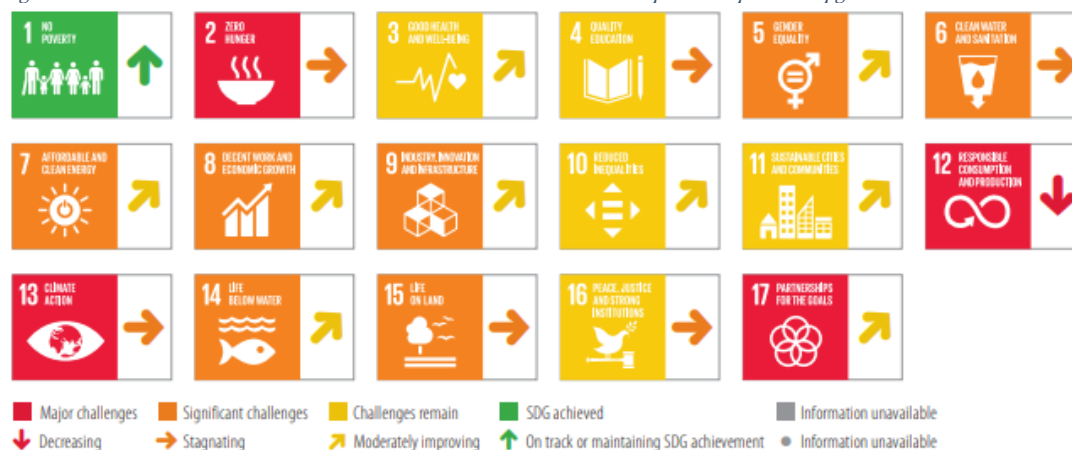 1 NO
POVERTY
2 ZERO
HUNGER
3 GOOD HEALTH
AND WELL-BEING
4 QUALITY
EDUCATION
5 GENDER
EQUALITY
6 CLEAN WATER
AND SANITATION
7 AFFORDABLE AND
CLEAN ENERGY
8 DECENT WORK AND
ECONOMIC GROWTH
9 INDUSTRY, INNOVATION
AND INFRASTRUCTURE
10 REDUCED
INEQUALITIES
11 SUSTAINABLE CITIES
AND COMMUNITIES
12 RESPONSIBLE
CONSUMPTION
AND PRODUCTION
13 CLIMATE
ACTION
14 LIFE
BELOW WATER
15 LIFE
ON LAND
16 PEACE, JUSTICE
AND STRONG
INSTITUTIONS
17 PARTNERSHIPS
FOR THE GOALS
Major challenges Significant challenges Challenges remain SDG achieved Information unavailable
Decreasing Stagnating Moderately improving On track or maintaining SDG achievement Information unavailable